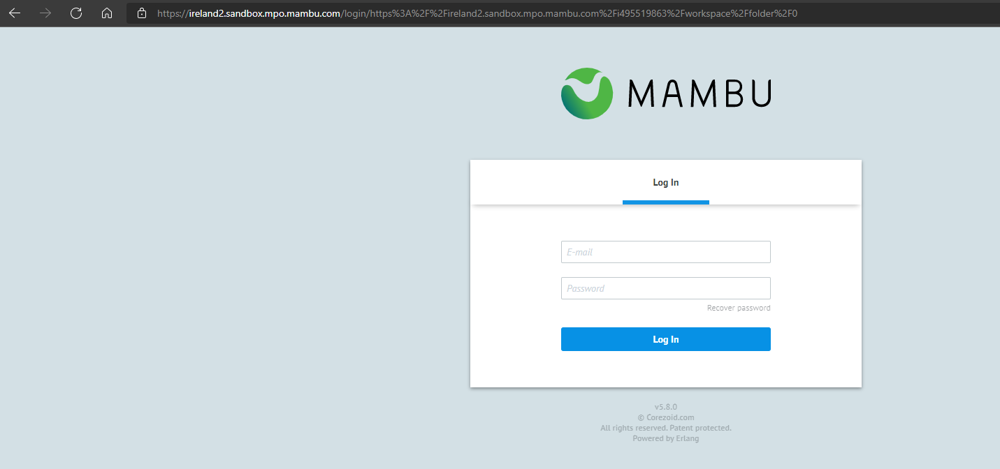 https://ireland2.sandbox.mpo.mambu.com/login/https%3A%2F%2Fireland2.sandbox.mpo.mambu.com%2Fi495519863%2Fworkspace%2Ffolder%2F0
MAMBU
Log In
E-mail
Password
Recover password
Log In
v5.8.0
© Corezoid.com
All rights reserved. Patent protected.
Powered by Erlang